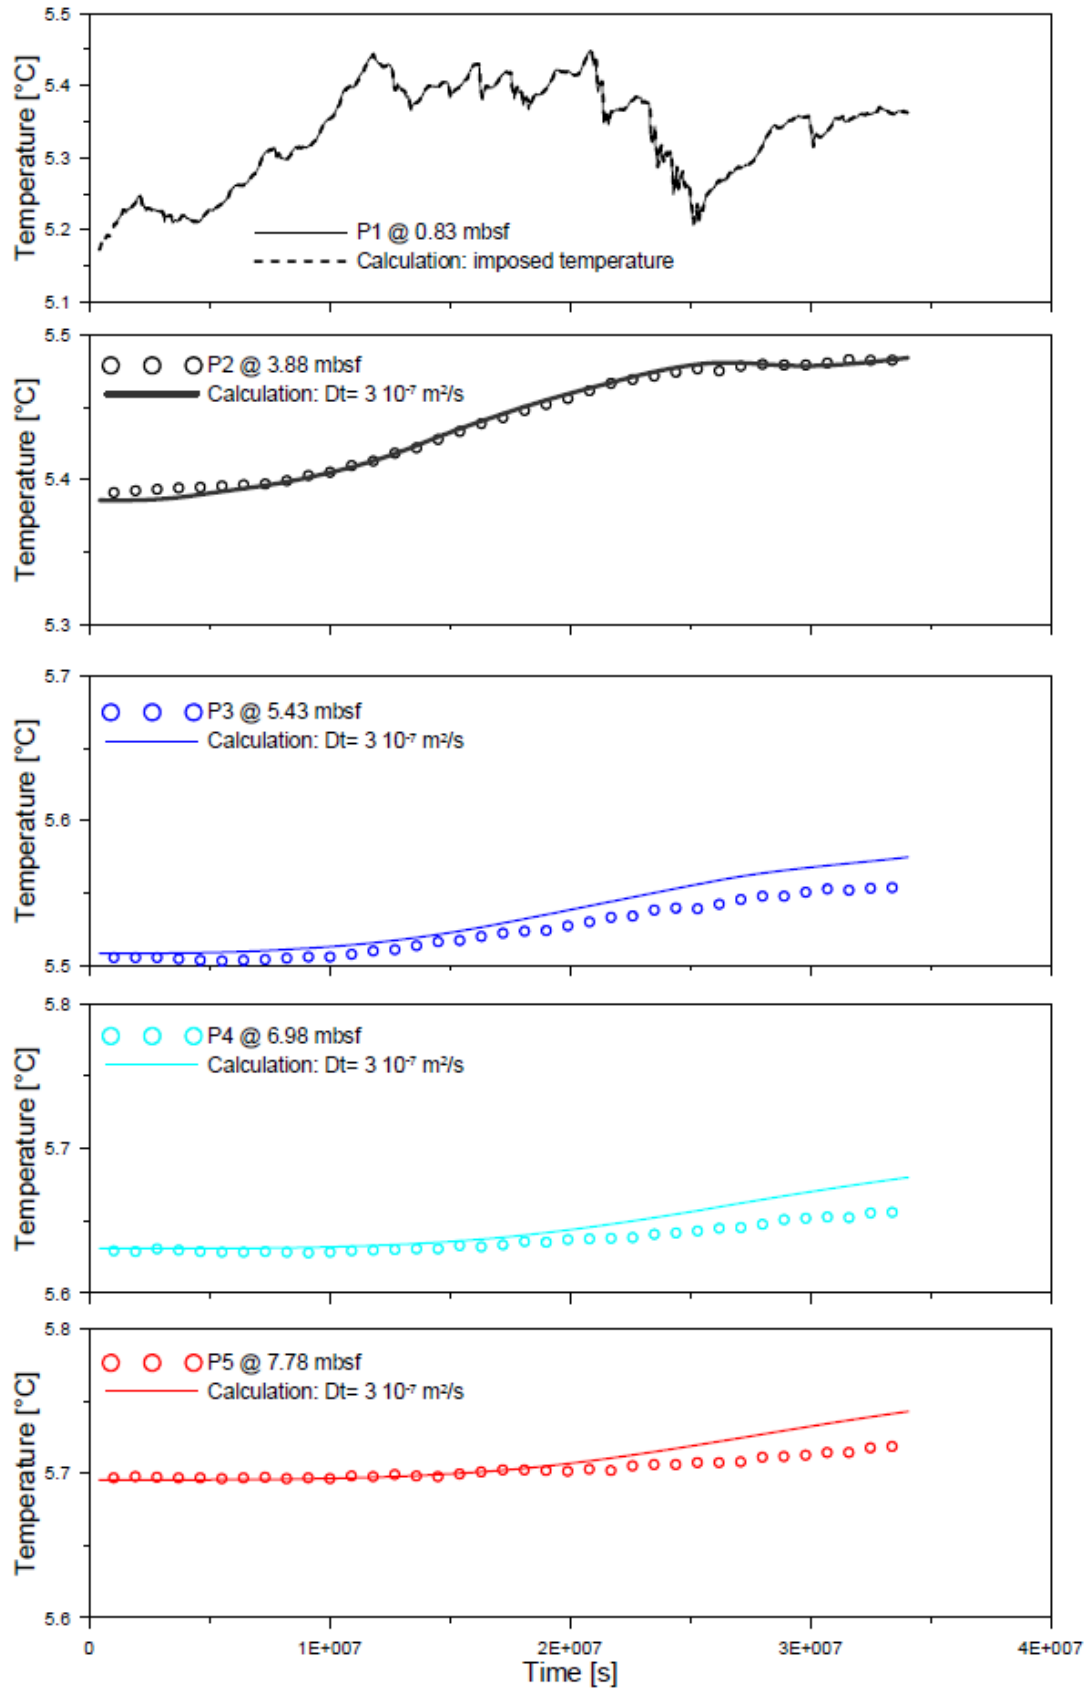 Temperature [°C]
5.5
5.4
5.3
5.2
5.1
P1 @ 0.83 mbsf
Calculation: imposed temperature
Temperature [°C]
5.5
5.4
5.3
P2 @ 3.88 mbsf
Calculation: Dt= 3 10⁻⁷ m²/s
Temperature [°C]
5.7
5.6
5.5
P3 @ 5.43 mbsf
Calculation: Dt= 3 10⁻⁷ m²/s
Temperature [°C]
5.8
5.7
5.6
P4 @ 6.98 mbsf
Calculation: Dt= 3 10⁻⁷ m²/s
Temperature [°C]
5.8
5.7
5.6
P5 @ 7.78 mbsf
Calculation: Dt= 3 10⁻⁷ m²/s
0 1E+007 2E+007 3E+007 4E+007
Time [s]